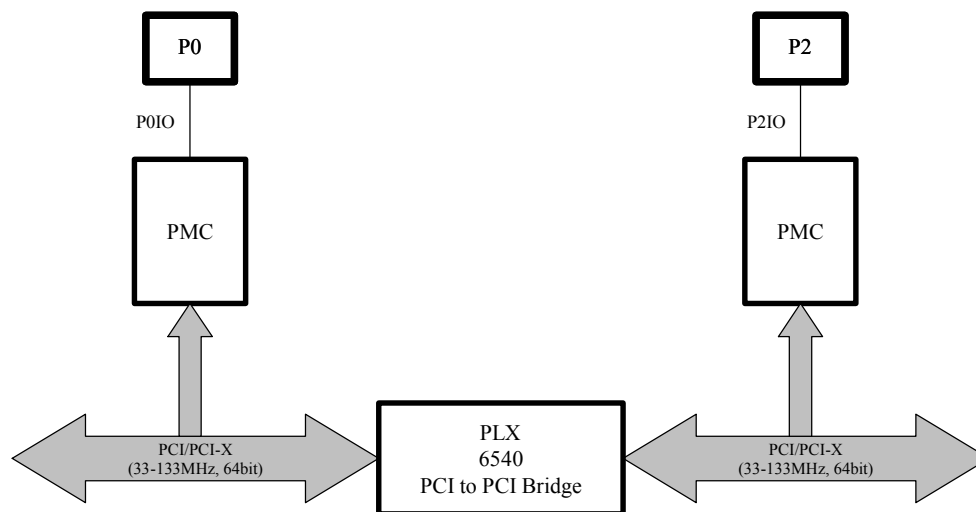 P0
P2
P0IO
P2IO
PMC
PMC
PCI/PCI-X
(33-133MHz, 64bit)
PLX
6540
PCI to PCI Bridge
PCI/PCI-X
(33-133MHz, 64bit)